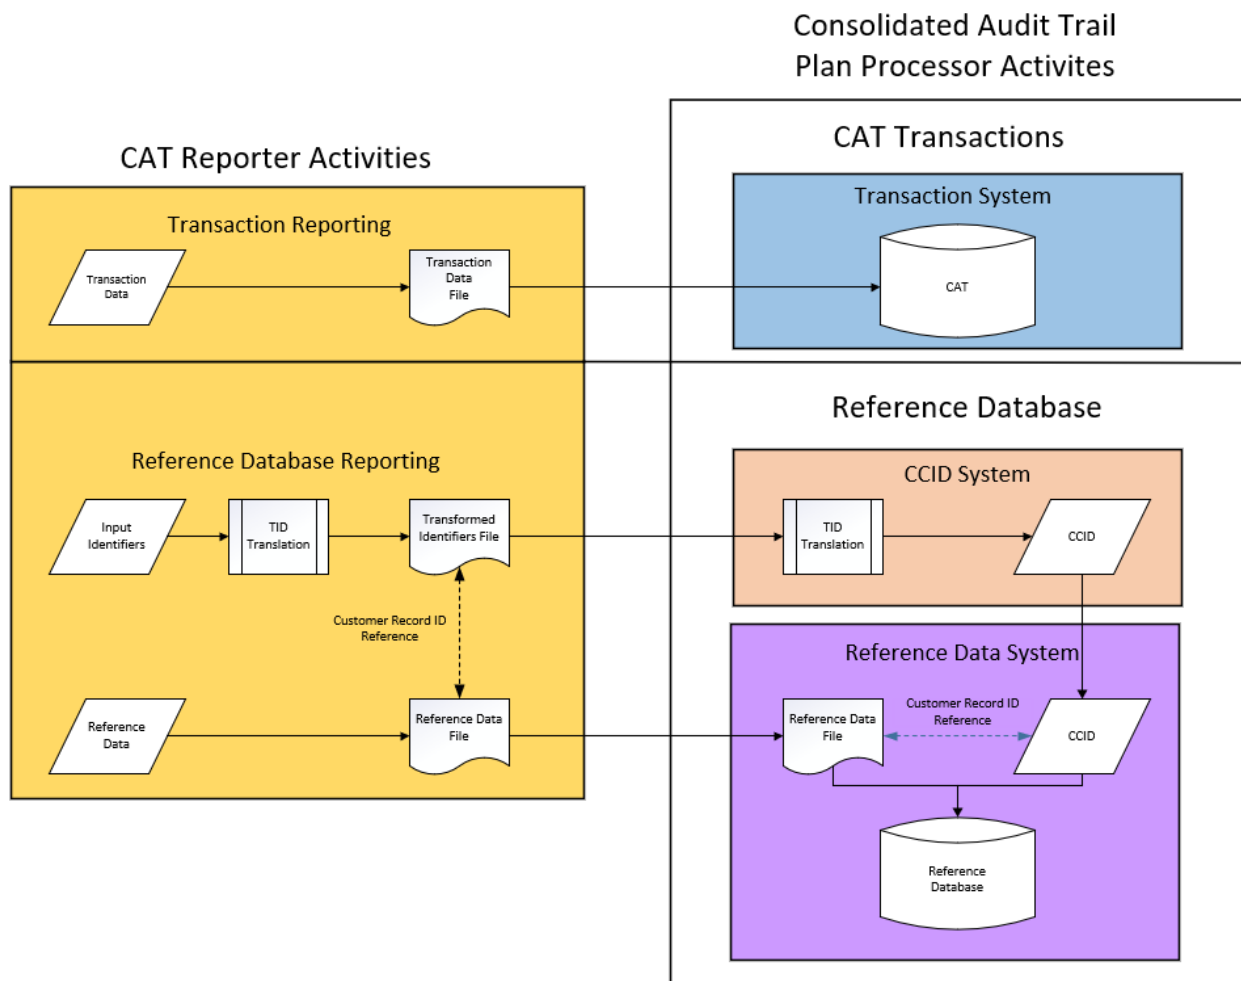 Consolidated Audit Trail
Plan Processor Activites
CAT Reporter Activities
CAT Transactions
Transaction Reporting
Transaction
Data
Transaction
Data
File
Transaction System
CAT
Reference Database Reporting
Input
Identifiers
TID
Translation
Transformed
Identifiers File
Customer Record ID
Reference
Reference
Data
Reference Data
File
Reference Database
CCID System
TID
Translation
CCID
Reference Data System
Reference Data
File
Customer Record ID
Reference
CCID
Reference
Database